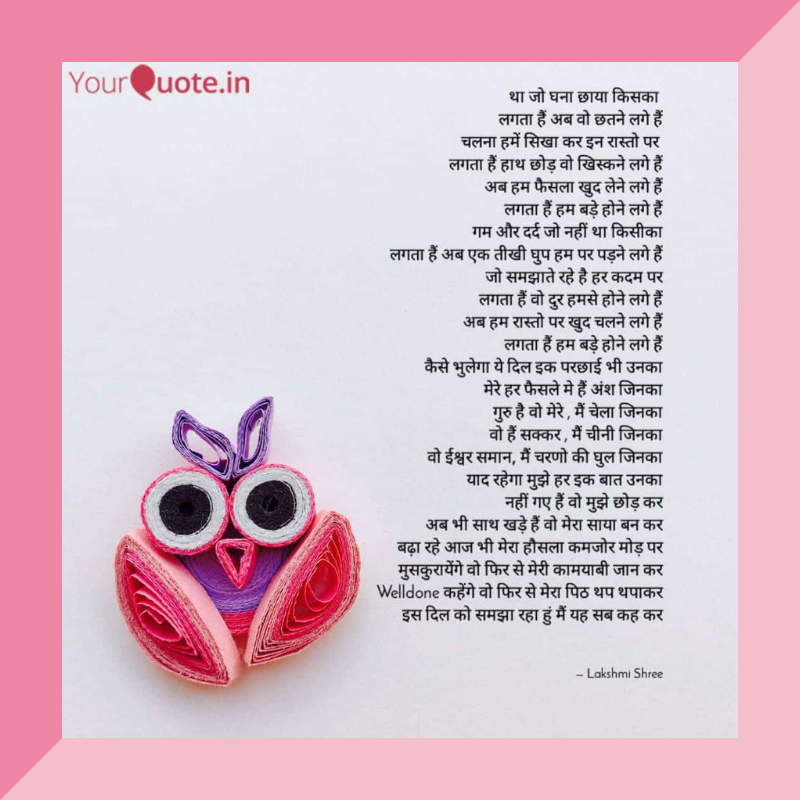 YourQuote.in
था जो घना छाया किसका
लगता हैं अब वो छतने लगे हैं
चलना हमें सिखा कर इन रास्तो पर
लगता हैं हाथ छोड़ वो खिस्कने लगे हैं
अब हम फैसला खुद लेने लगे हैं
लगता हैं हम बड़े होने लगे हैं
गम और दर्द जो नहीं था किसीका
लगता हैं अब एक तीखी घुप हम पर पड़ने लगे हैं
जो समझाते रहे है हर कदम पर
लगता हैं वो दुर हमसे होने लगे हैं
अब हम रास्तो पर खुद चलने लगे हैं
लगता हैं हम बड़े होने लगे हैं
कैसे भुलेगा ये दिल इक परछाई भी उनका
मेरे हर फैसले मे हैं अंश जिनका
गुरु है वो मेरे , मैं चेला जिनका
वो हैं सक्कर , मैं चीनी जिनका
वो ईश्वर समान, मैं चरणो की घुल जिनका
याद रहेगा मुझे हर इक बात उनका
नहीं गए हैं वो मुझे छोड़ कर
अब भी साथ खड़े हैं वो मेरा साया बन कर
बढ़ा रहे आज भी मेरा हौसला कमजोर मोड़ पर
मुसकुरायेंगे वो फिर से मेरी कामयाबी जान कर
Welldone कहेंगे वो फिर से मेरा पिठ थप थपाकर
इस दिल को समझा रहा हुं मैं यह सब कह कर
– Lakshmi Shree